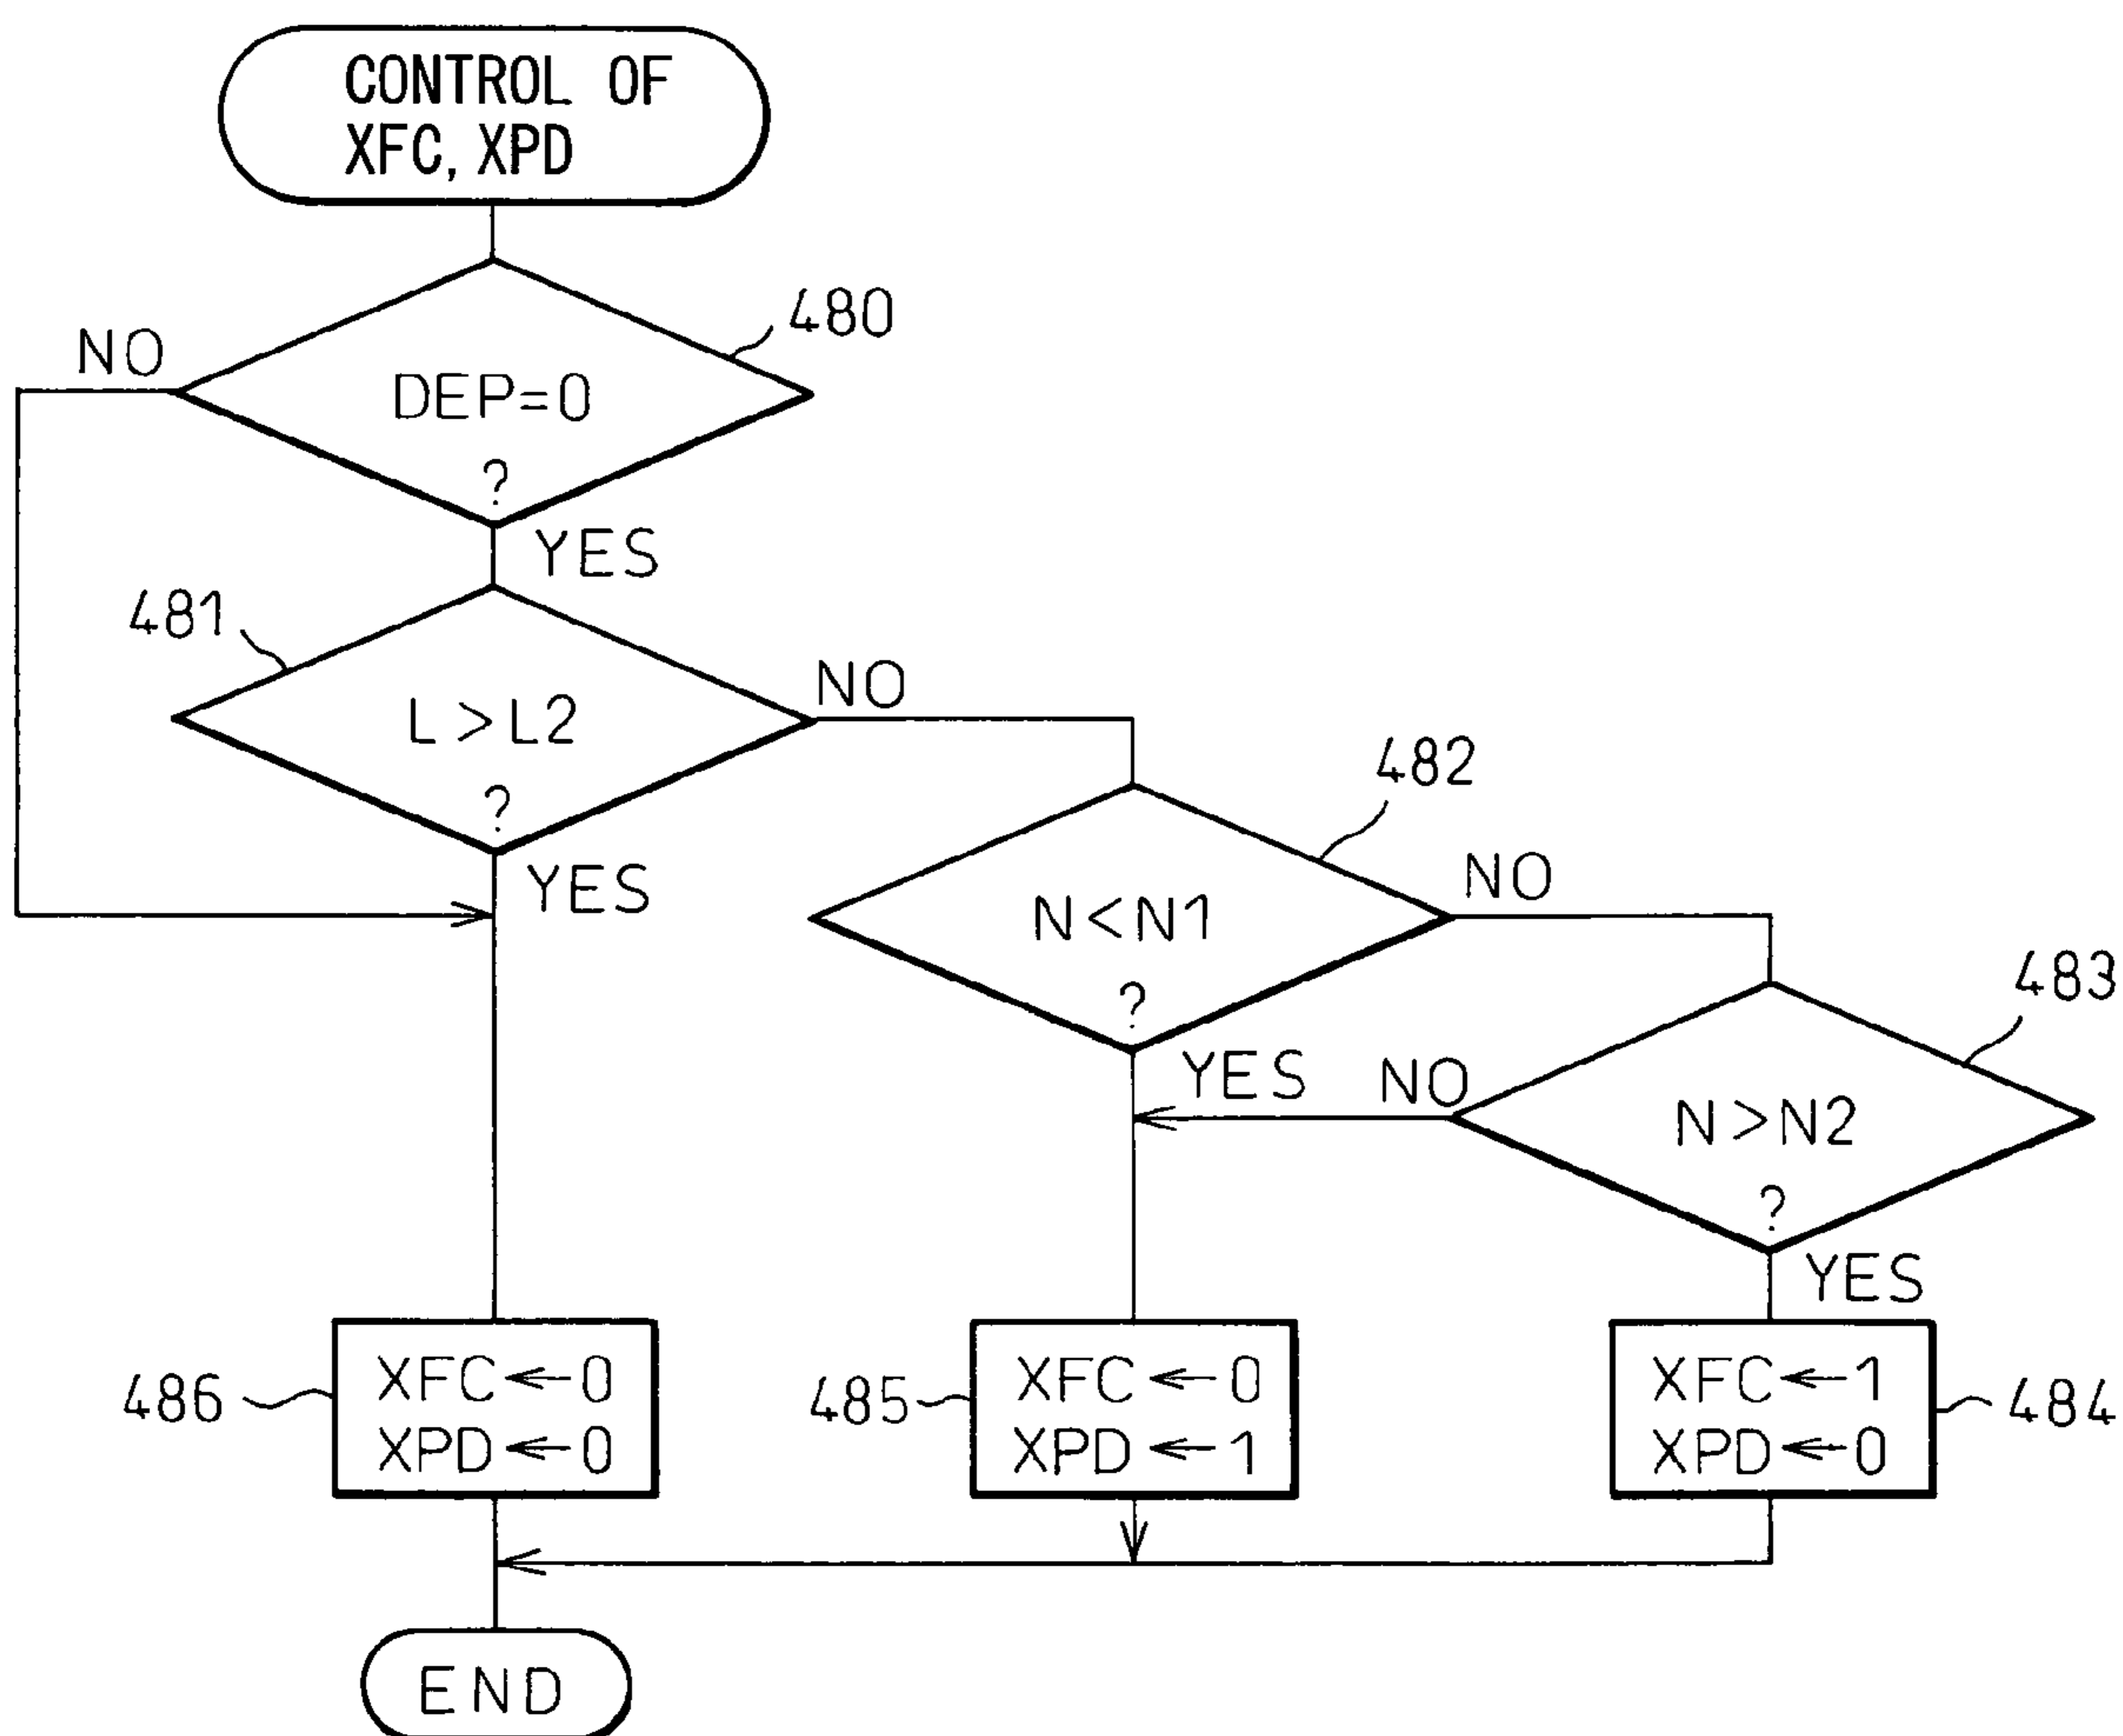 CONTROL OF
XFC, XPD
480
NO
DEP=0
?
YES
481
NO
L>L2
?
YES
482
NO
N<N1
?
YES
483
NO
N>N2
?
YES
486
XFC←0
XPD←0
485
XFC←0
XPD←1
XFC←1
XPD←0
484
END